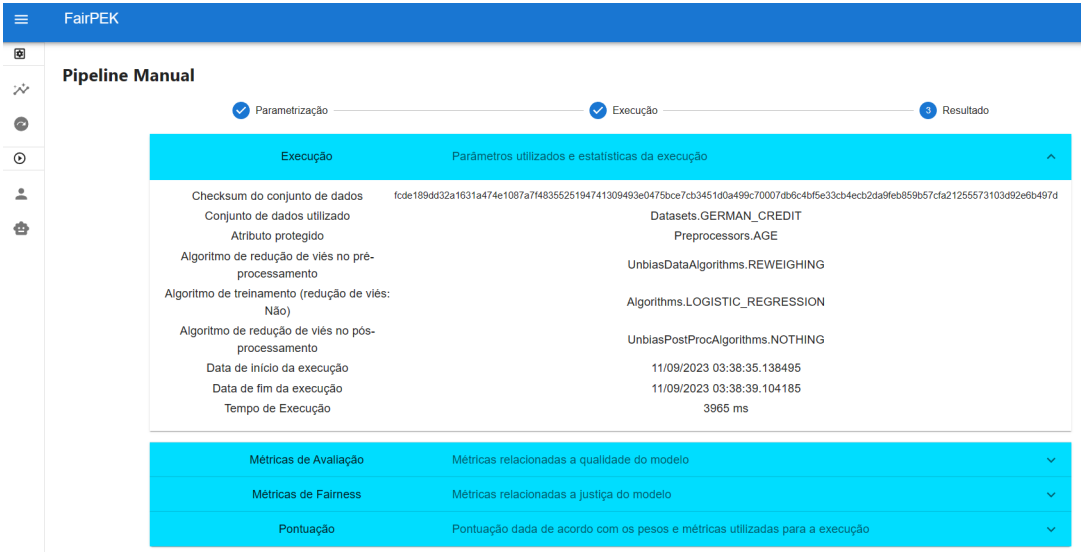 FairPEK
Pipeline Manual
Parametrização
Execução
3 Resultado
Execução Parâmetros utilizados e estatísticas da execução
Checksum do conjunto de dados fcde189dd32a1631a474e1087a7f4835525194741309493e0475bce7cb3451d0a499c70007db6c4bf5e33cb4ecb2da9feb859b57cfa21255573103d92e6b497d
Conjunto de dados utilizado Datasets.GERMAN_CREDIT
Atributo protegido Preprocessors.AGE
Algoritmo de redução de viés no pré-
processamento UnbiasDataAlgorithms.REWEIGHING
Algoritmo de treinamento (redução de viés:
Não) Algorithms.LOGISTIC_REGRESSION
Algoritmo de redução de viés no pós-
processamento UnbiasPostProcAlgorithms.NOTHING
Data de início da execução 11/09/2023 03:38:35.138495
Data de fim da execução 11/09/2023 03:38:39.104185
Tempo de Execução 3965 ms
Métricas de Avaliação Métricas relacionadas a qualidade do modelo
Métricas de Fairness Métricas relacionadas a justiça do modelo
Pontuação Pontuação dada de acordo com os pesos e métricas utilizadas para a execução